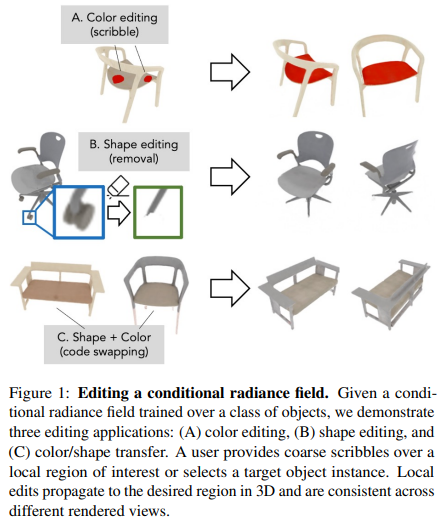 A. Color editing
(scribble)
B. Shape editing
(removal)
C. Shape + Color
(code swapping)
Figure 1: Editing a conditional radiance field. Given a condi-
tional radiance field trained over a class of objects, we demonstrate
three editing applications: (A) color editing, (B) shape editing, and
(C) color/shape transfer. A user provides coarse scribbles over a
local region of interest or selects a target object instance. Local
edits propagate to the desired region in 3D and are consistent across
different rendered views.